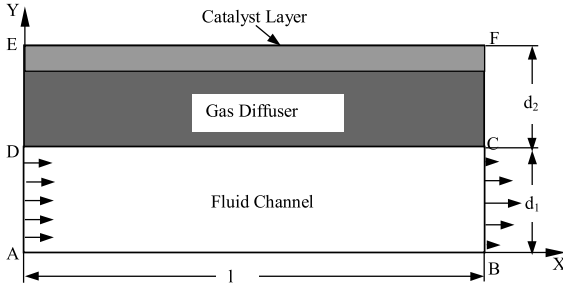 Y
Catalyst Layer
E
F
Gas Diffuser
d2
D
C
Fluid Channel
d1
A
B
X
l